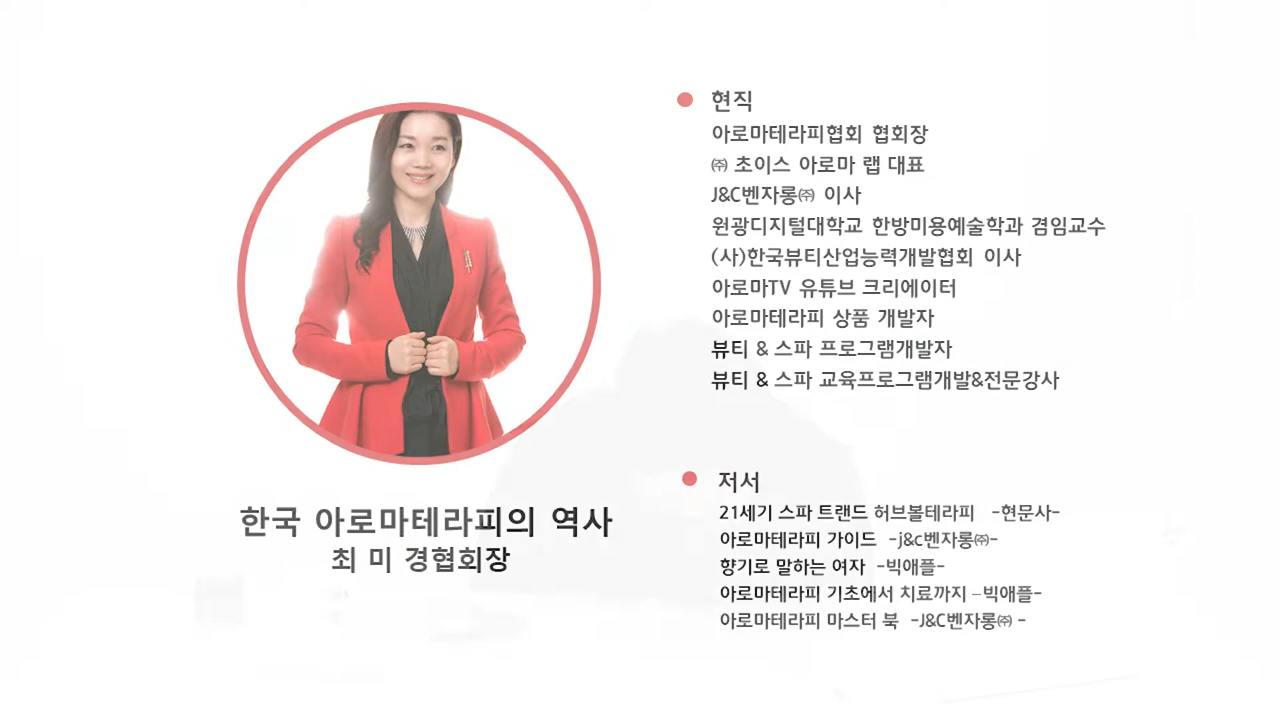 현직
아로마테라피협회 협회장
㈜ 초이스 아로마 랩 대표
J&C벤자롱㈜ 이사
원광디지털대학교 한방미용예술학과 겸임교수
(사)한국뷰티산업능력개발협회 이사
아로마TV 유튜브 크리에이터
아로마테라피 상품 개발자
뷰티 & 스파 프로그램개발자
뷰티 & 스파 교육프로그램개발&전문강사
한국 아로마테라피의 역사
최 미 경협회장
저서
21세기 스파 트랜드 허브볼테라피 -현문사-
아로마테라피 가이드 -j&c벤자롱㈜-
향기로 말하는 여자 -빅애플-
아로마테라피 기초에서 치료까지 –빅애플-
아로마테라피 마스터 북 -J&C벤자롱㈜ -